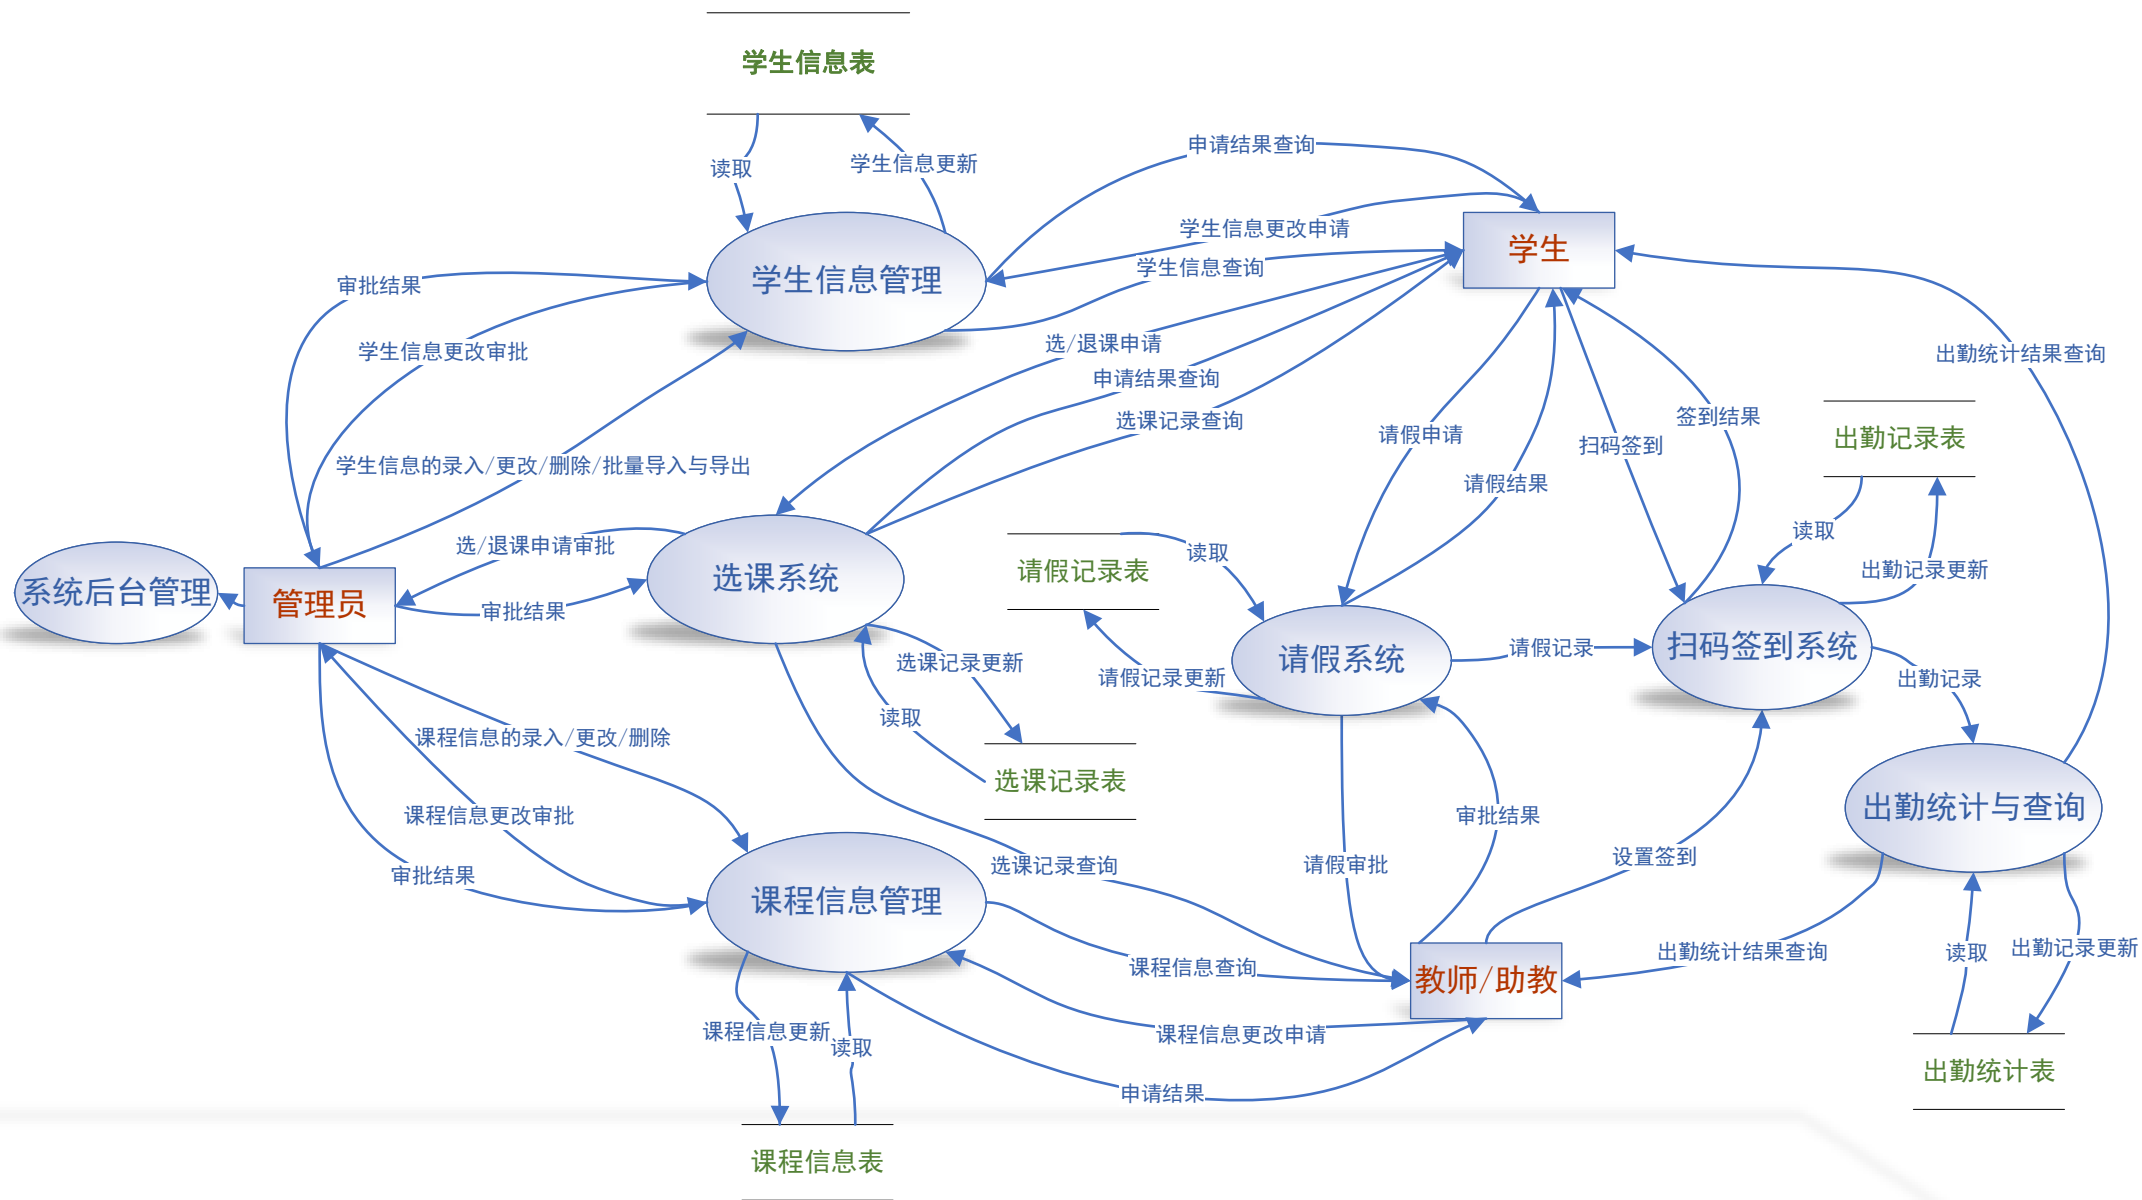 学生信息表
申请结果查询
读取
学生信息更新
学生信息更改申请
学生
学生信息查询
学生信息管理
审批结果
选/退课申请
学生信息更改审批
出勤统计结果查询
申请结果查询
选课记录查询
签到结果
请假申请
扫码签到
出勤记录表
学生信息的录入/更改/删除/批量导入与导出
请假结果
读取
选/退课申请审批
读取
请假记录表
出勤记录更新
选课系统
系统后台管理
管理员
审批结果
请假记录
扫码签到系统
选课记录更新
请假系统
请假记录更新
出勤记录
读取
课程信息的录入/更改/删除
选课记录表
出勤统计与查询
课程信息更改审批
审批结果
设置签到
选课记录查询
请假审批
审批结果
课程信息管理
出勤统计结果查询
读取
出勤记录更新
课程信息查询
教师/助教
课程信息更新
读取
课程信息更改申请
出勤统计表
申请结果
课程信息表